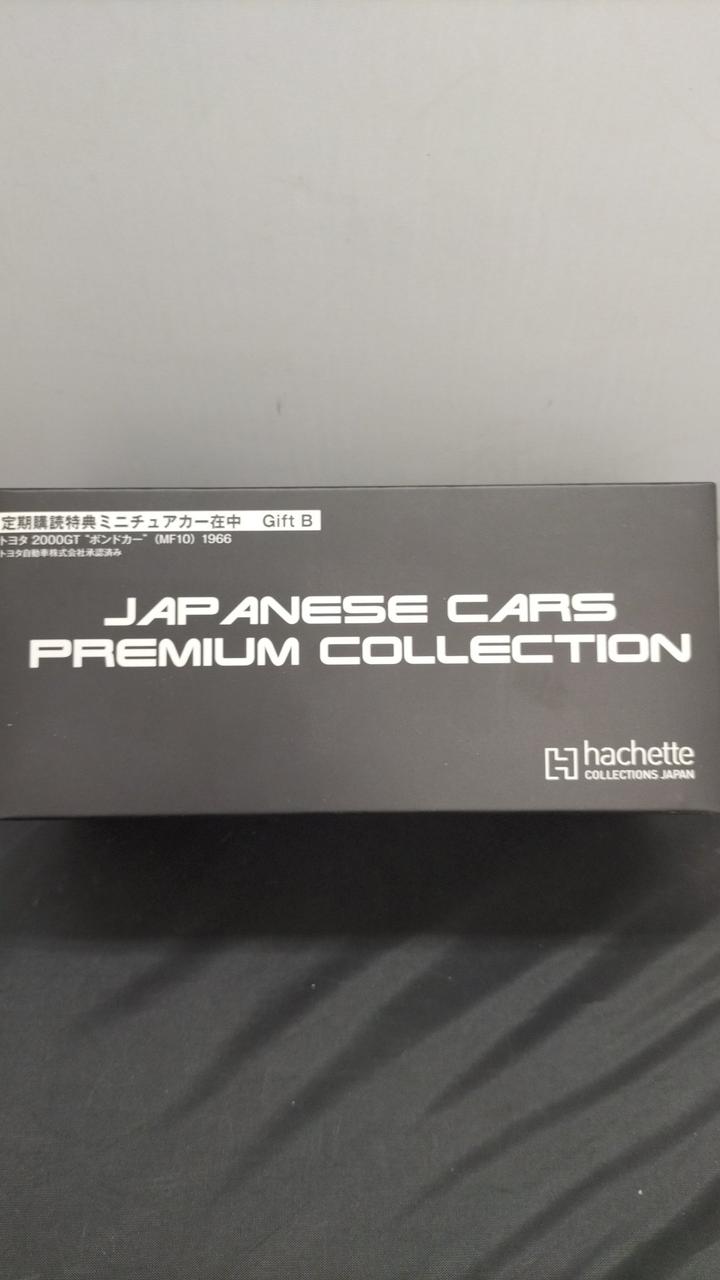 定期購読特典ミニチュアカー在中 Gift B
トヨタ 2000GT "ボンドカー" (MF10) 1966
トヨタ自動車株式会社承認済み
JAPANESE CARS
PREMIUM COLLECTION
hachette
COLLECTIONS JAPAN